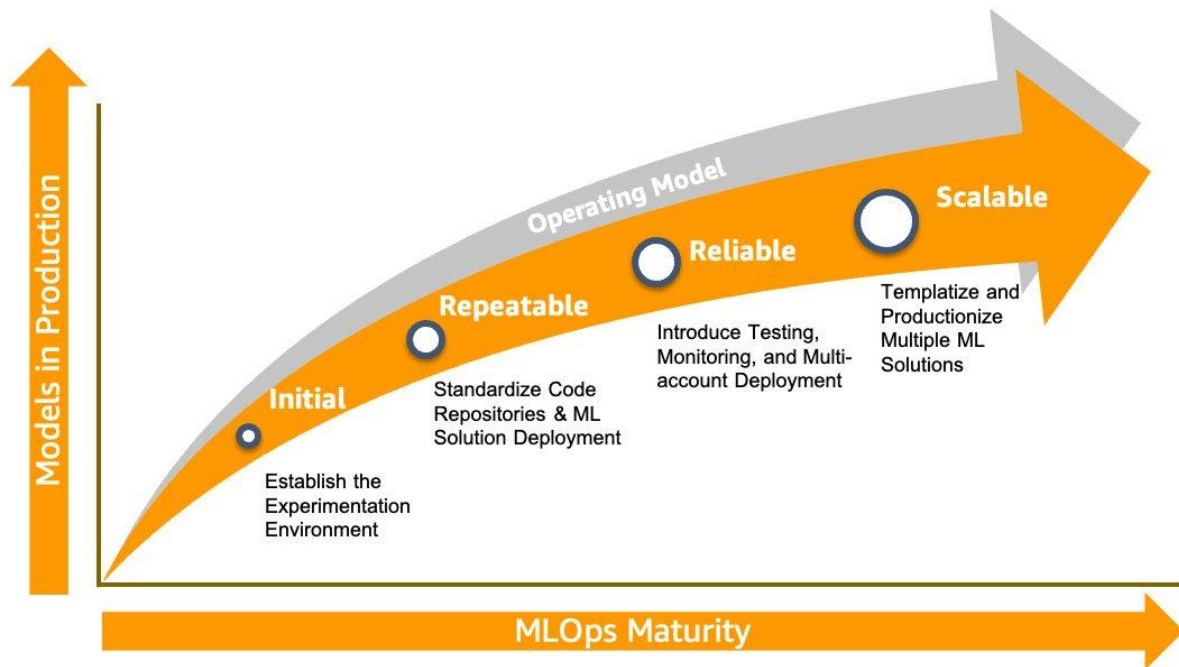 Models in Production
Operating Model
Scalable
Reliable
Repeatable
Initial
Templatize and
Productionize
Multiple ML
Solutions
Introduce Testing,
Monitoring, and Multi-
account Deployment
Standardize Code
Repositories & ML
Solution Deployment
Establish the
Experimentation
Environment
MLOps Maturity